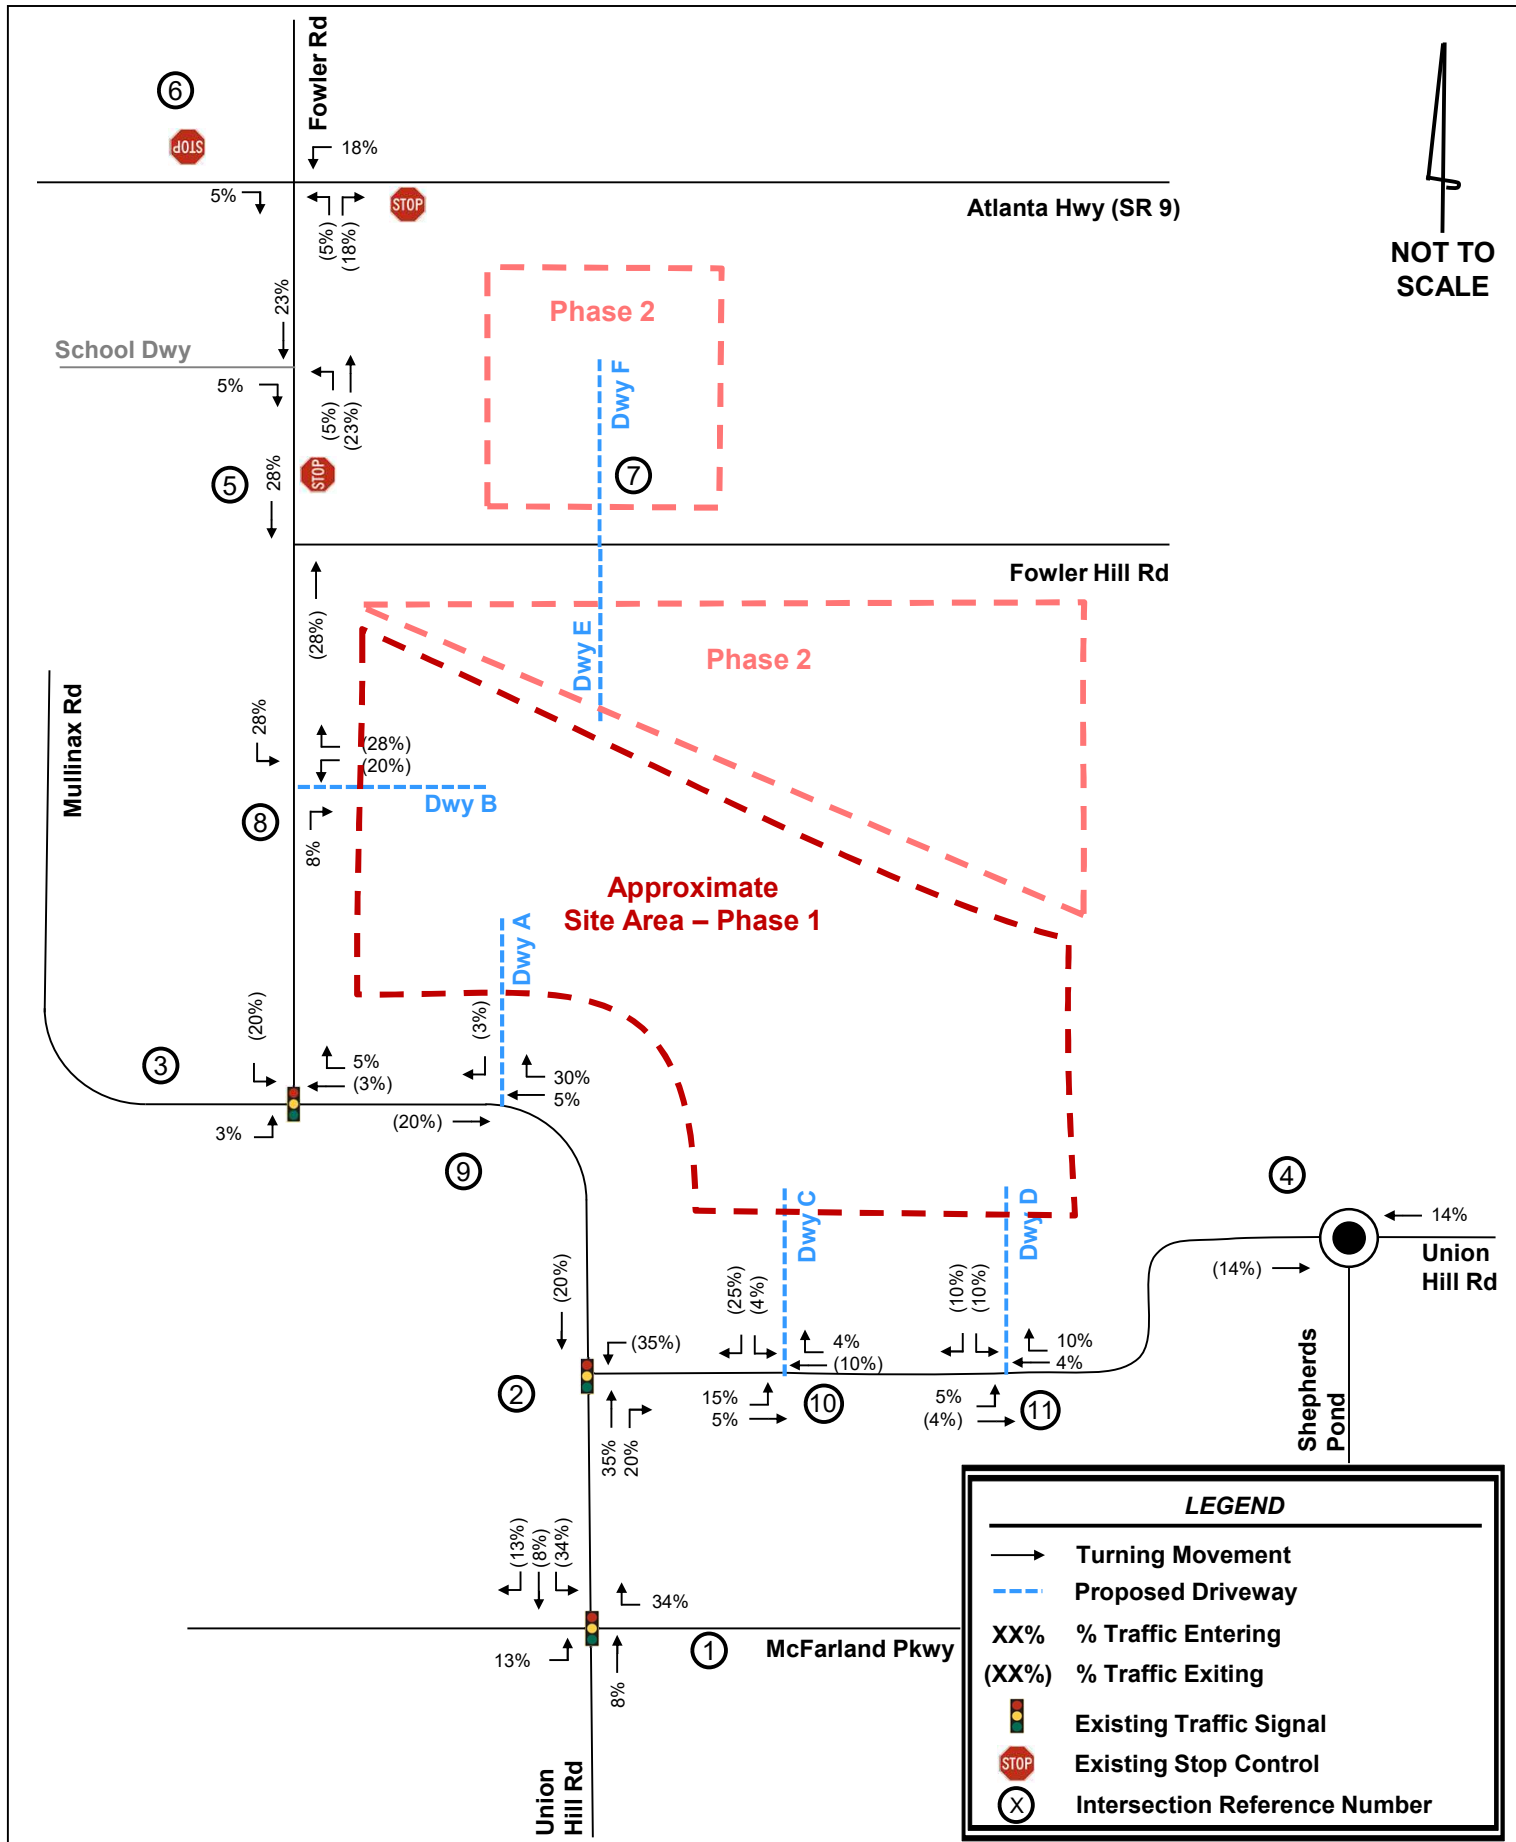 6
Fowler Rd
STOP
18%
5%
STOP
(5%)
(18%)
Atlanta Hwy (SR 9)
NOT TO
SCALE
23%
Phase 2
School Dwy
5%
(5%)
(23%)
Dwy F
5
28%
STOP
7
Fowler Hill Rd
(28%)
Dwy E
Phase 2
Mullinax Rd
28%
(28%)
(20%)
Dwy B
8
8%
Approximate
Site Area – Phase 1
Dwy A
(20%)
(3%)
3
5%
(3%)
30%
5%
3%
(20%)
9
4
Dwy C
Dwy D
14%
Union
Hill Rd
(14%)
(20%)
(25%)
(4%)
(10%)
(10%)
(35%)
4%
(10%)
10%
4%
2
15%
5%
10
5%
(4%)
11
Shepherds
Pond
35%
20%
(13%)
(8%)
(34%)
34%
13%
8%
1
McFarland Pkwy
Union
Hill Rd
LEGEND
Turning Movement
Proposed Driveway
XX% % Traffic Entering
(XX%) % Traffic Exiting
Existing Traffic Signal
STOP Existing Stop Control
X Intersection Reference Number